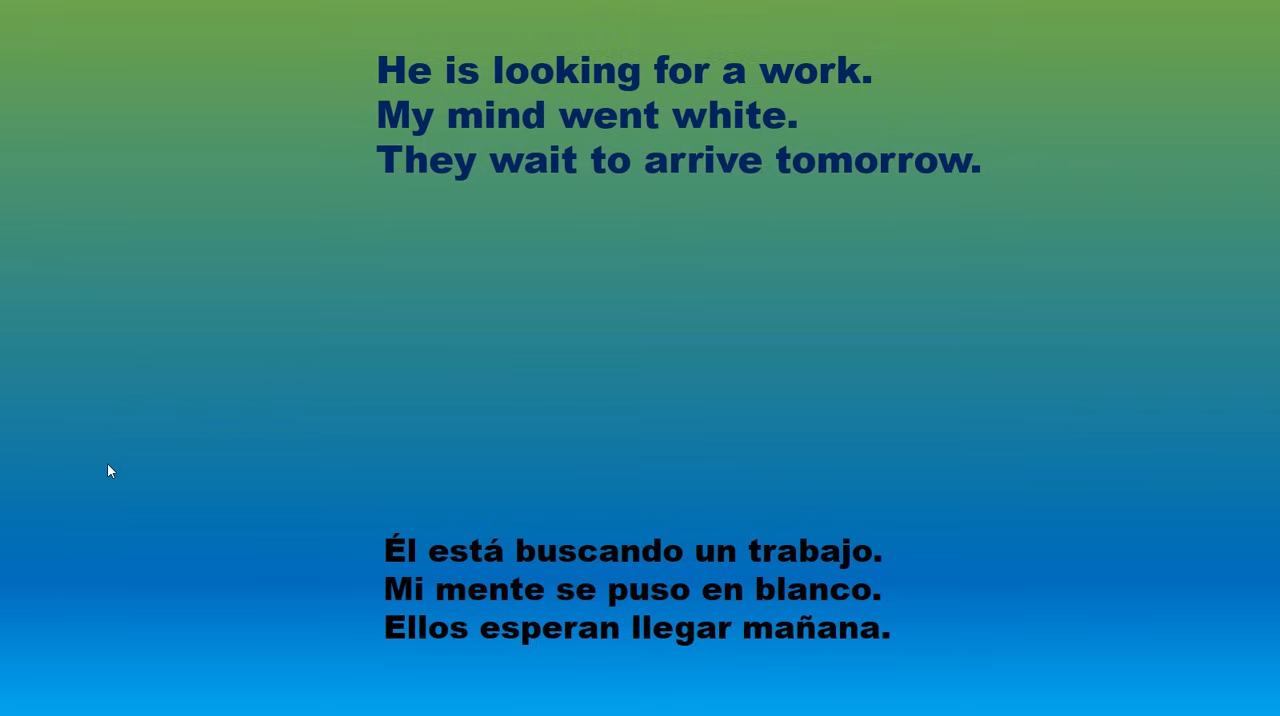 He is looking for a work.
My mind went white.
They wait to arrive tomorrow.
Él está buscando un trabajo.
Mi mente se puso en blanco.
Ellos esperan llegar mañana.